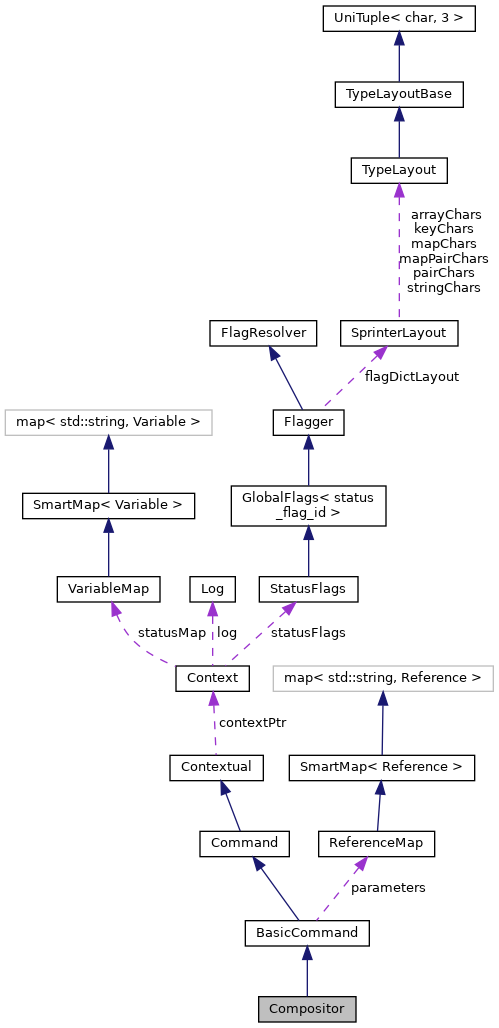 UniTuple< char, 3 >
TypeLayoutBase
TypeLayout
arrayChars
keyChars
mapChars
mapPairChars
pairChars
stringChars
FlagResolver
SprinterLayout
flagDictLayout
map< std::string, Variable >
Flagger
SmartMap< Variable >
GlobalFlags< status
_flag_id >
VariableMap
Log
StatusFlags
statusMap
log
statusFlags
Context
map< std::string, Reference >
contextPtr
Contextual
SmartMap< Reference >
Command
ReferenceMap
parameters
BasicCommand
Compositor